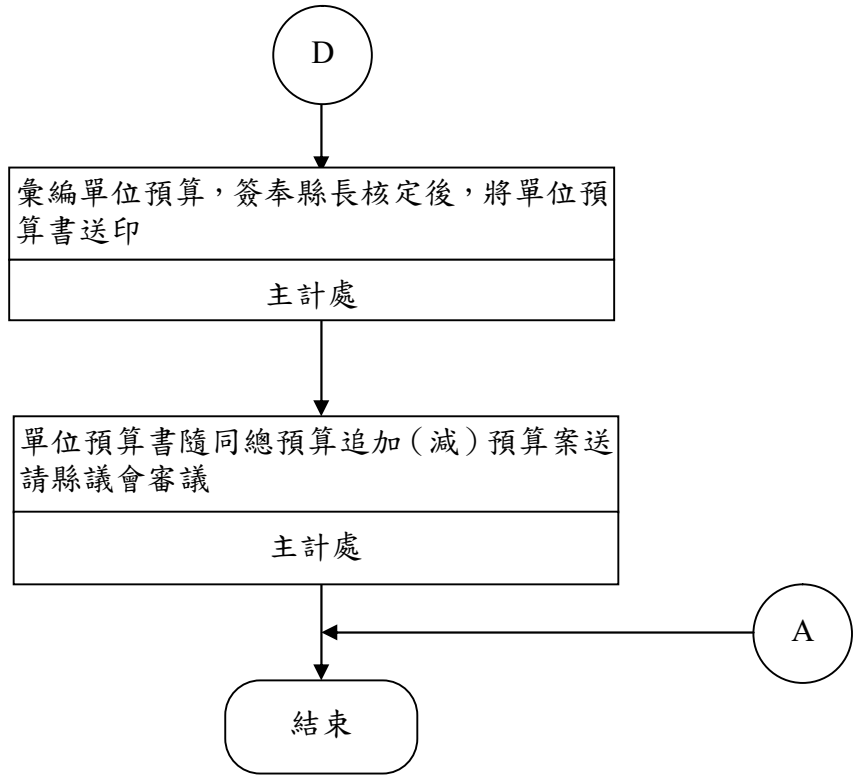 D
彙編單位預算，簽奉縣長核定後，將單位預
算書送印
主計處
單位預算書隨同總預算追加（減）預算案送
請縣議會審議
主計處
A
結束